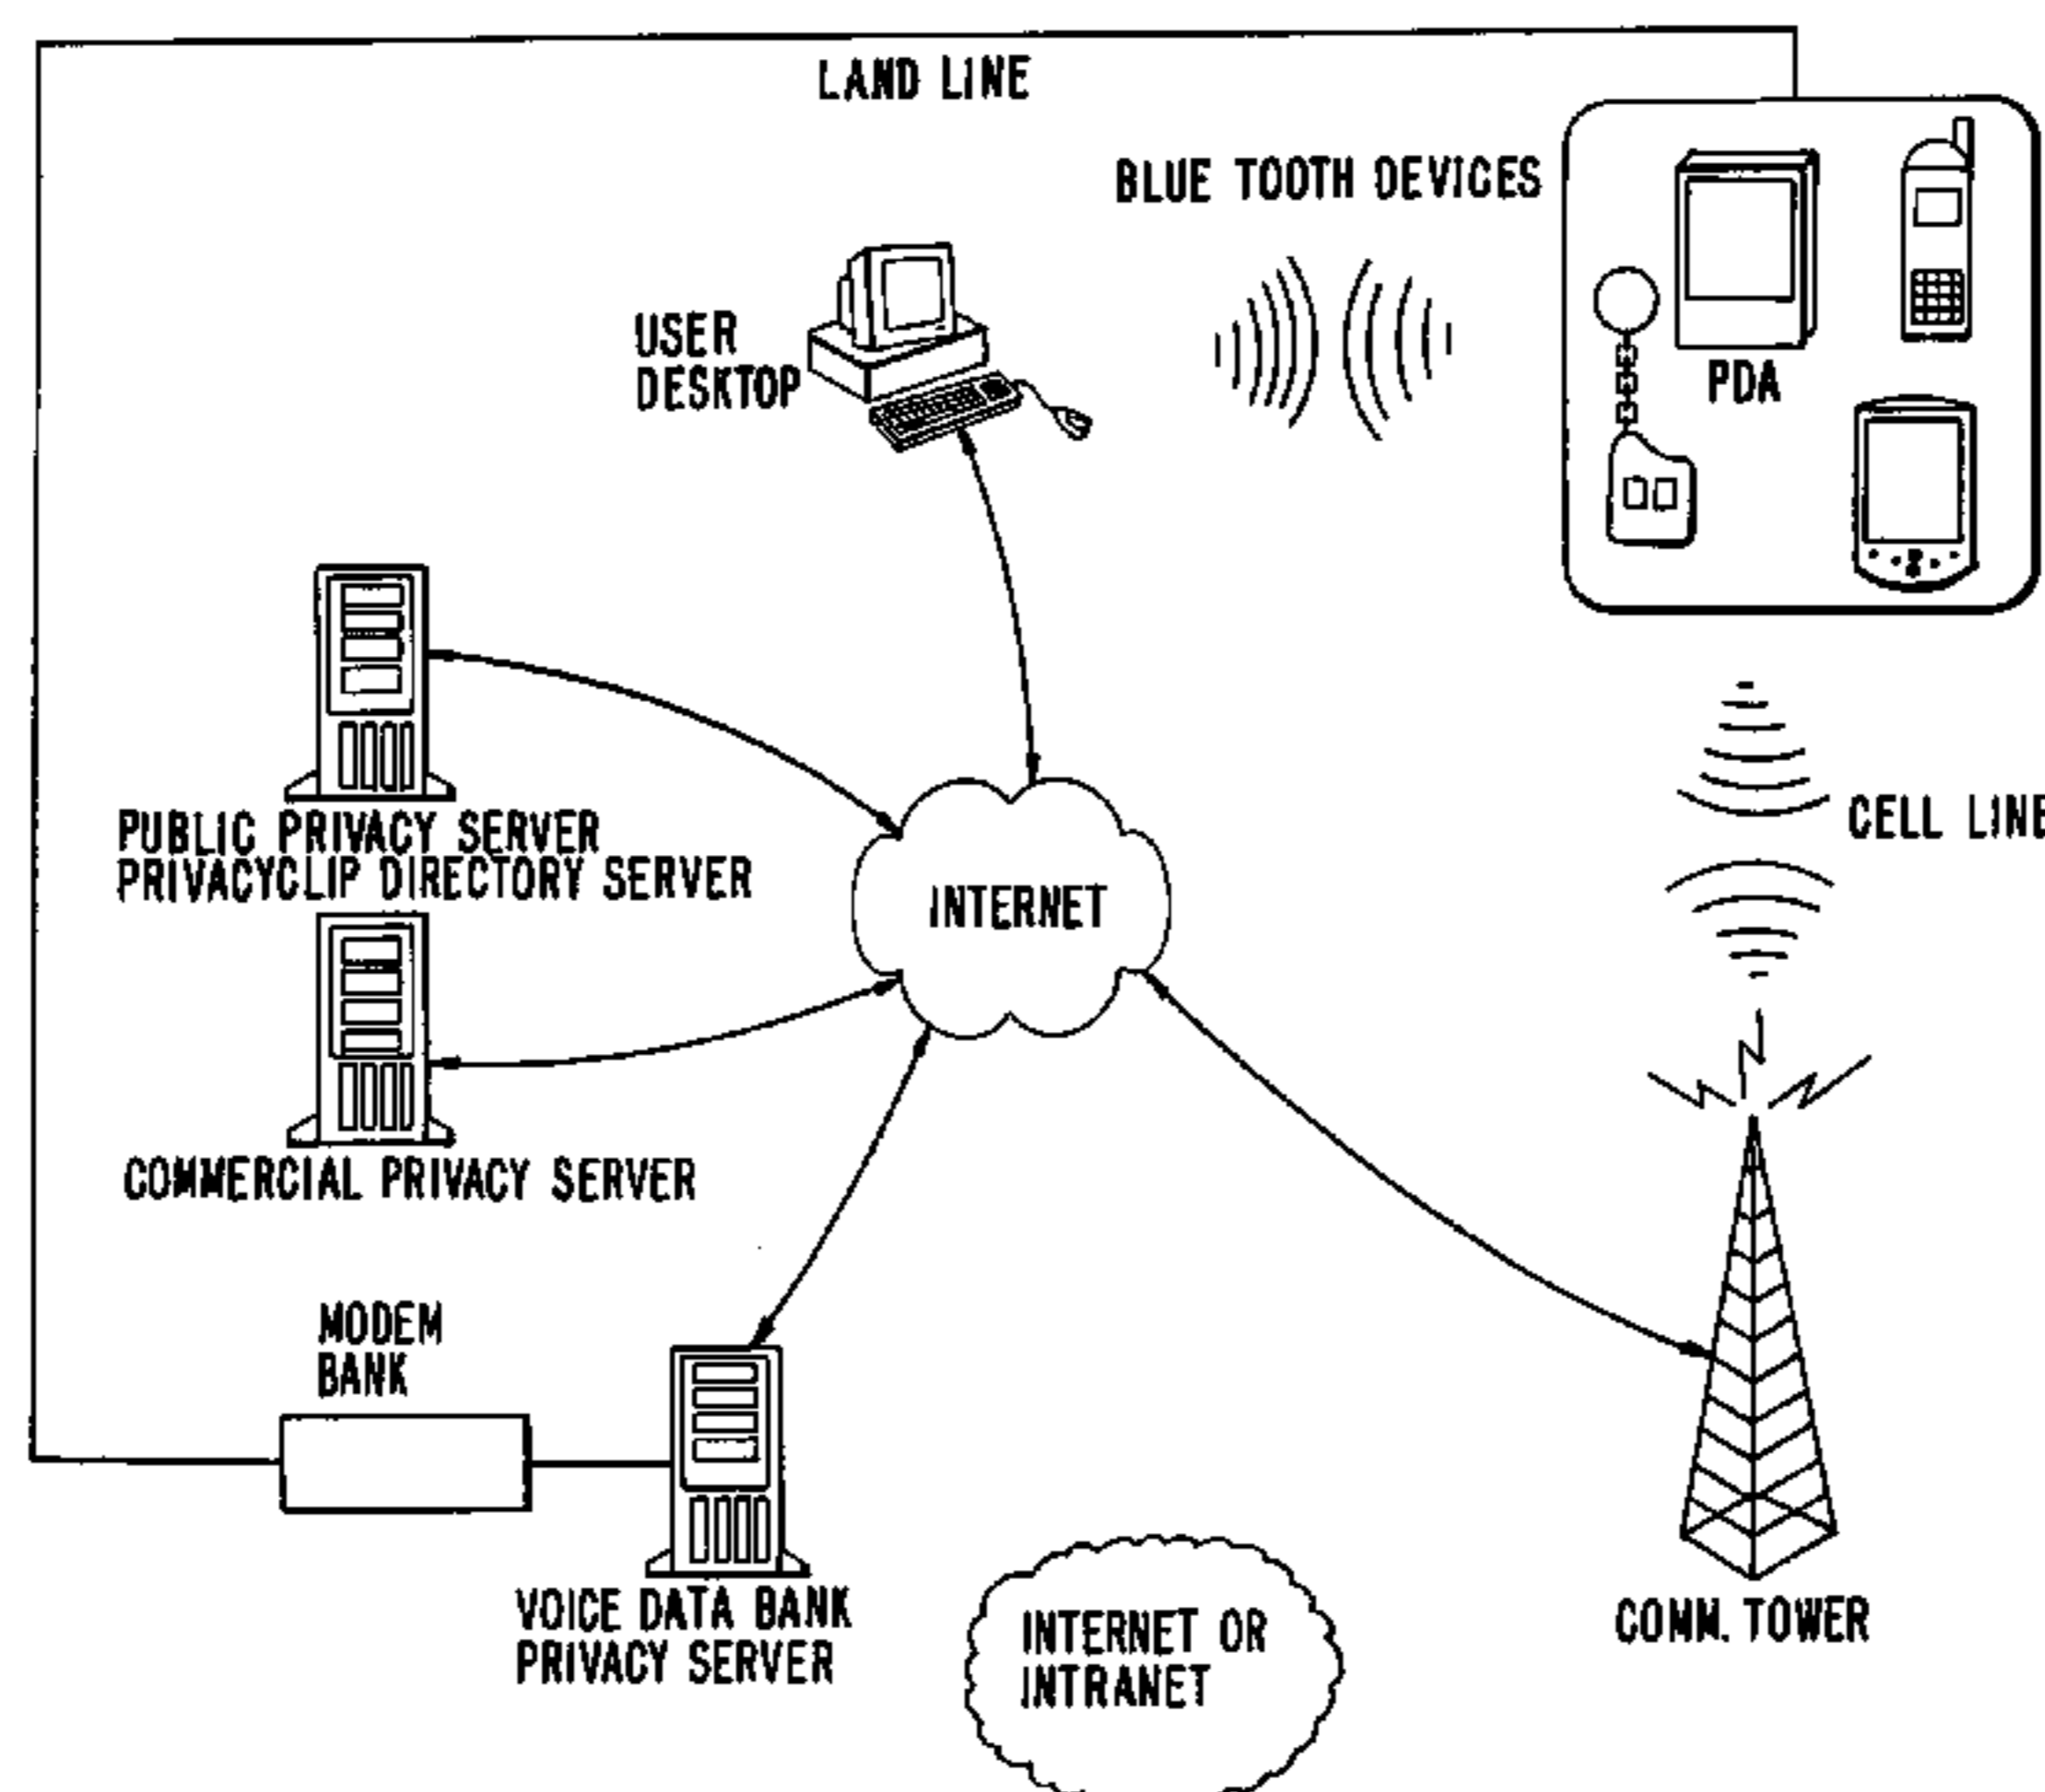 LAND LINE
BLUE TOOTH DEVICES
USER
DESKTOP
PDA
PUBLIC PRIVACY SERVER
PRIVACYCLIP DIRECTORY SERVER
CELL LINE
INTERNET
COMMERCIAL PRIVACY SERVER
MODEM
BANK
VOICE DATA BANK
PRIVACY SERVER
INTERNET OR
INTRANET
COMM. TOWER